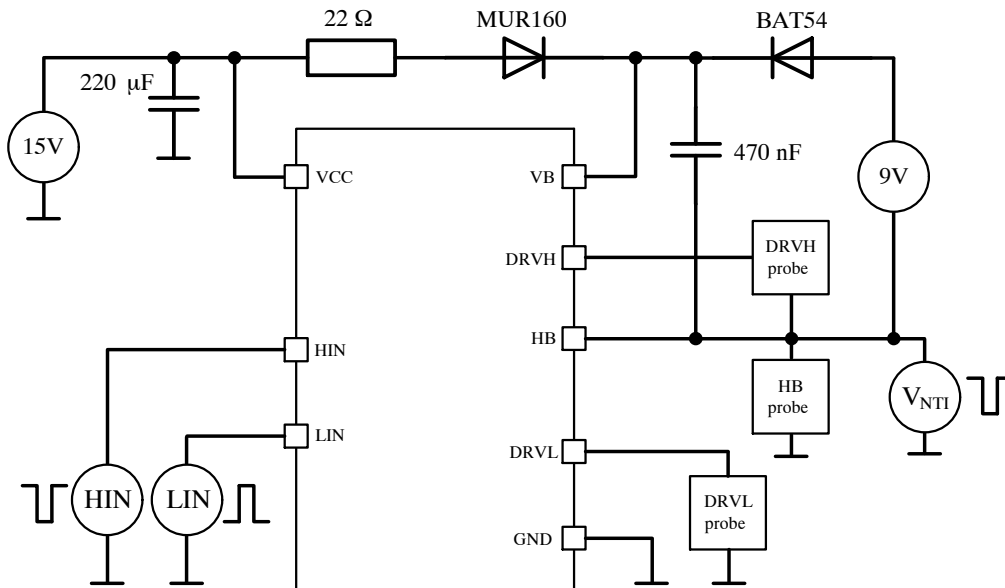 22 Ω
MUR160
BAT54
220 µF
15V
470 nF
9V
VCC
VB
DRVH
DRVH
probe
HB
HIN
HB
probe
V_NTI
LIN
DRVL
HIN
LIN
DRVL
probe
GND